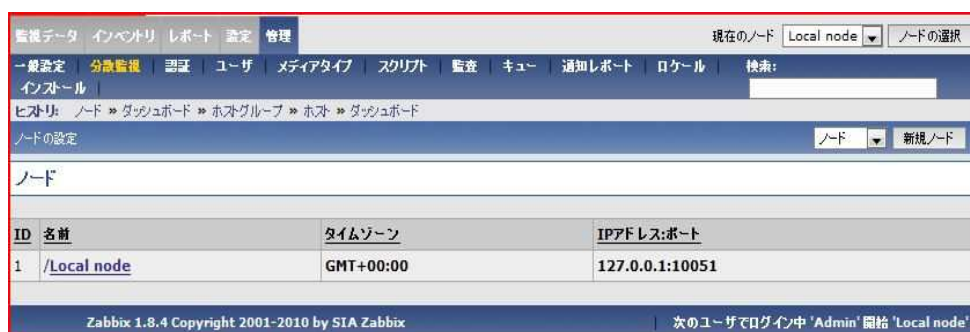 監視データ インベントリ レポート 設定 管理 現在のノード Local node ノードの選択
一般設定 分散監視 認証 ユーザ メディアタイプ スクリプト 監査 キュー 通知レポート ロケール 検索:
インストール
ヒストリ: ノード » ダッシュボード » ホストグループ » ホスト » ダッシュボード
ノードの設定 ノード 新規ノード
ノード
ID 名前 タイムゾーン IPアドレス:ポート
1 /Local node GMT+00:00 127.0.0.1:10051
Zabbix 1.8.4 Copyright 2001-2010 by SIA Zabbix 次のユーザでログイン中 'Admin' 開始 'Local node'